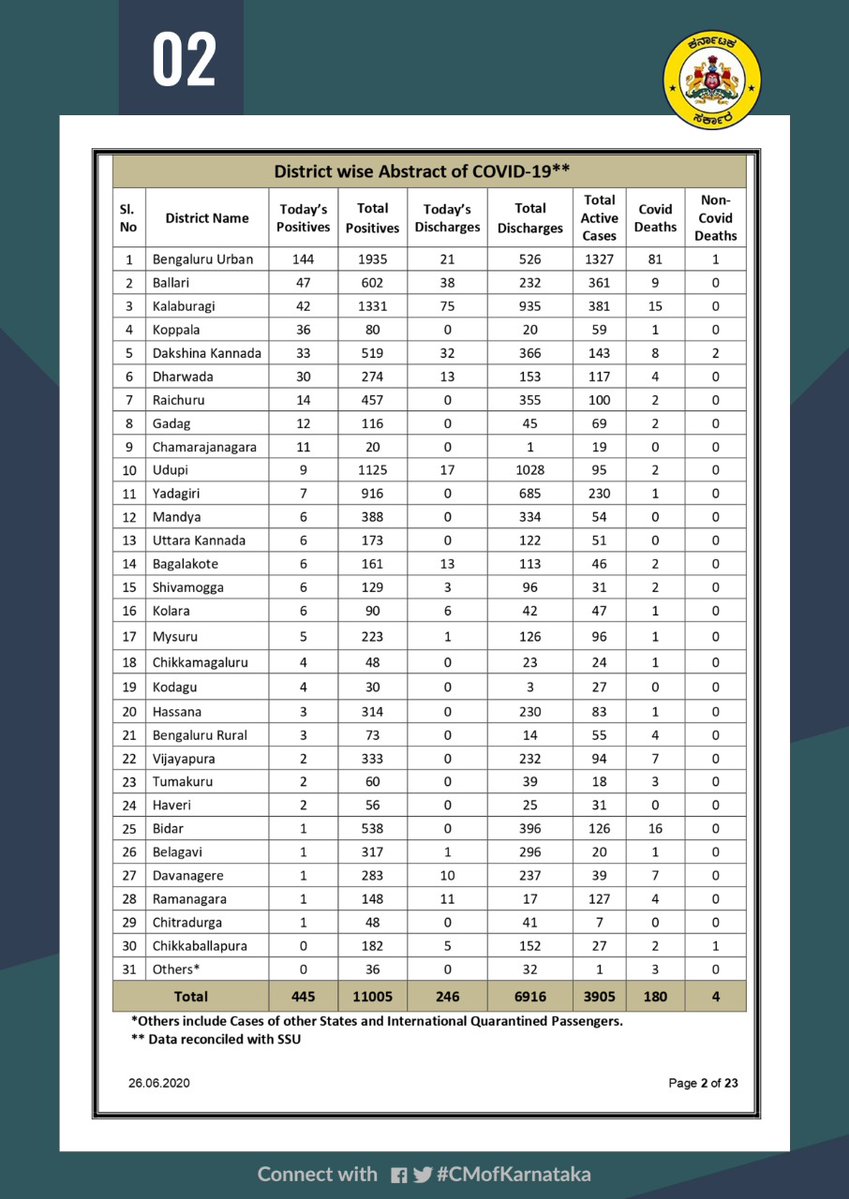 02
ಕರ್ನಾಟಕ
ಸರ್ಕಾರ
District wise Abstract of COVID-19**
Sl. No District Name Today's Positives Total Positives Today's Discharges Total Discharges Total Active Cases Covid Deaths Non-Covid Deaths
1 Bengaluru Urban 144 1935 21 526 1327 81 1
2 Ballari 47 602 38 232 361 9 0
3 Kalaburagi 42 1331 75 935 381 15 0
4 Koppala 36 80 0 20 59 1 0
5 Dakshina Kannada 33 519 32 366 143 8 2
6 Dharwada 30 274 13 153 117 4 0
7 Raichuru 14 457 0 355 100 2 0
8 Gadag 12 116 0 45 69 2 0
9 Chamarajanagara 11 20 0 1 19 0 0
10 Udupi 9 1125 17 1028 95 2 0
11 Yadagiri 7 916 0 685 230 1 0
12 Mandya 6 388 0 334 54 0 0
13 Uttara Kannada 6 173 0 122 51 0 0
14 Bagalakote 6 161 13 113 46 2 0
15 Shivamogga 6 129 3 96 31 2 0
16 Kolara 6 90 6 42 47 1 0
17 Mysuru 5 223 1 126 96 1 0
18 Chikkamagaluru 4 48 0 23 24 1 0
19 Kodagu 4 30 0 3 27 0 0
20 Hassana 3 314 0 230 83 1 0
21 Bengaluru Rural 3 73 0 14 55 4 0
22 Vijayapura 2 333 0 232 94 7 0
23 Tumakuru 2 60 0 39 18 3 0
24 Haveri 2 56 0 25 31 0 0
25 Bidar 1 538 0 396 126 16 0
26 Belagavi 1 317 1 296 20 1 0
27 Davanagere 1 283 10 237 39 7 0
28 Ramanagara 1 148 11 17 127 4 0
29 Chitradurga 1 48 0 41 7 0 0
30 Chikkaballapura 0 182 5 152 27 2 1
31 Others* 0 36 0 32 1 3 0
Total 445 11005 246 6916 3905 180 4
*Others include Cases of other States and International Quarantined Passengers.
** Data reconciled with SSU
26.06.2020 Page 2 of 23
Connect with #CMofKarnataka